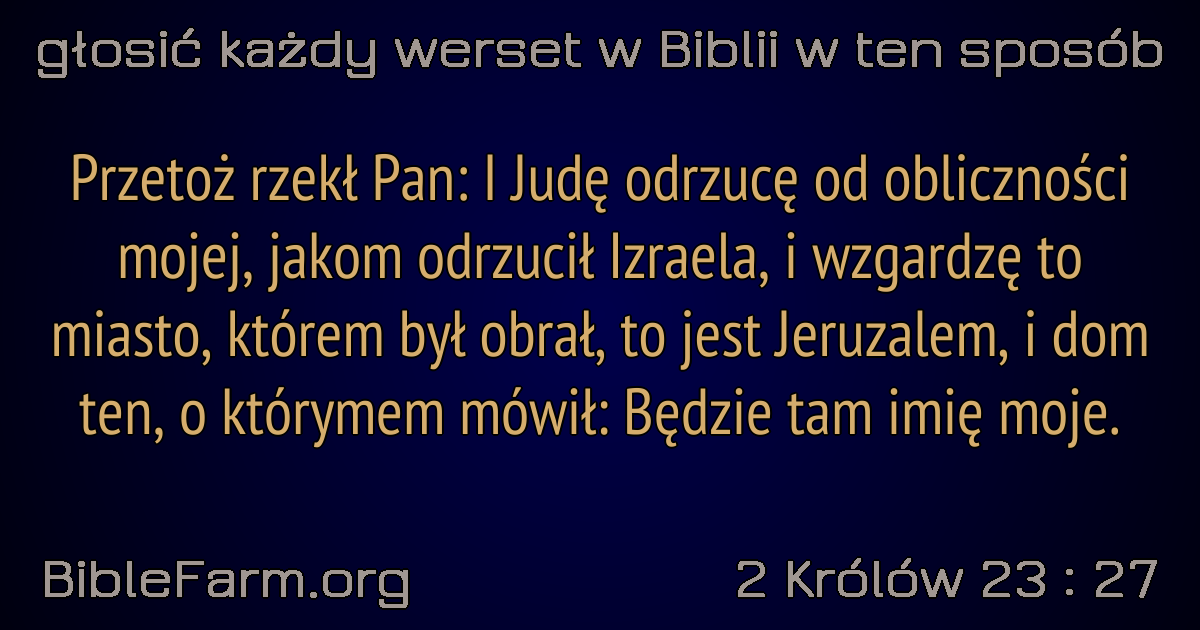 głosić każdy werset w Biblii w ten sposób
Przetoż rzekł Pan: I Judę odrzucę od obliczności
mojej, jakom odrzucił Izraela, i wzgardzę to
miasto, którem był obrał, to jest Jeruzalem, i dom
ten, o którymem mówił: Będzie tam imię moje.
BibleFarm.org
2 Królów 23 : 27